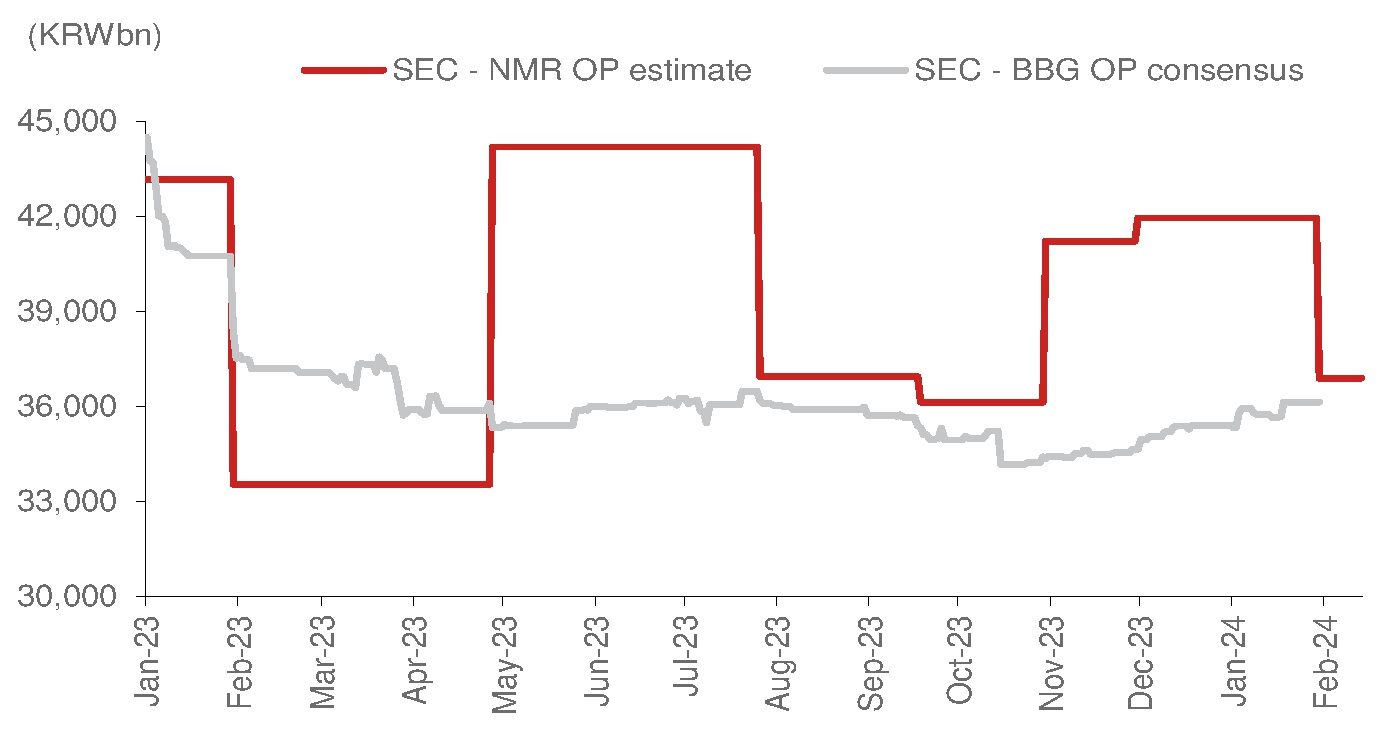 (KRWbn)
SEC - NMR OP estimate
SEC - BBG OP consensus
45,000
42,000
39,000
36,000
33,000
30,000
Jan-23
Feb-23
Mar-23
Apr-23
May-23
Jun-23
Jul-23
Aug-23
Sep-23
Oct-23
Nov-23
Dec-23
Jan-24
Feb-24